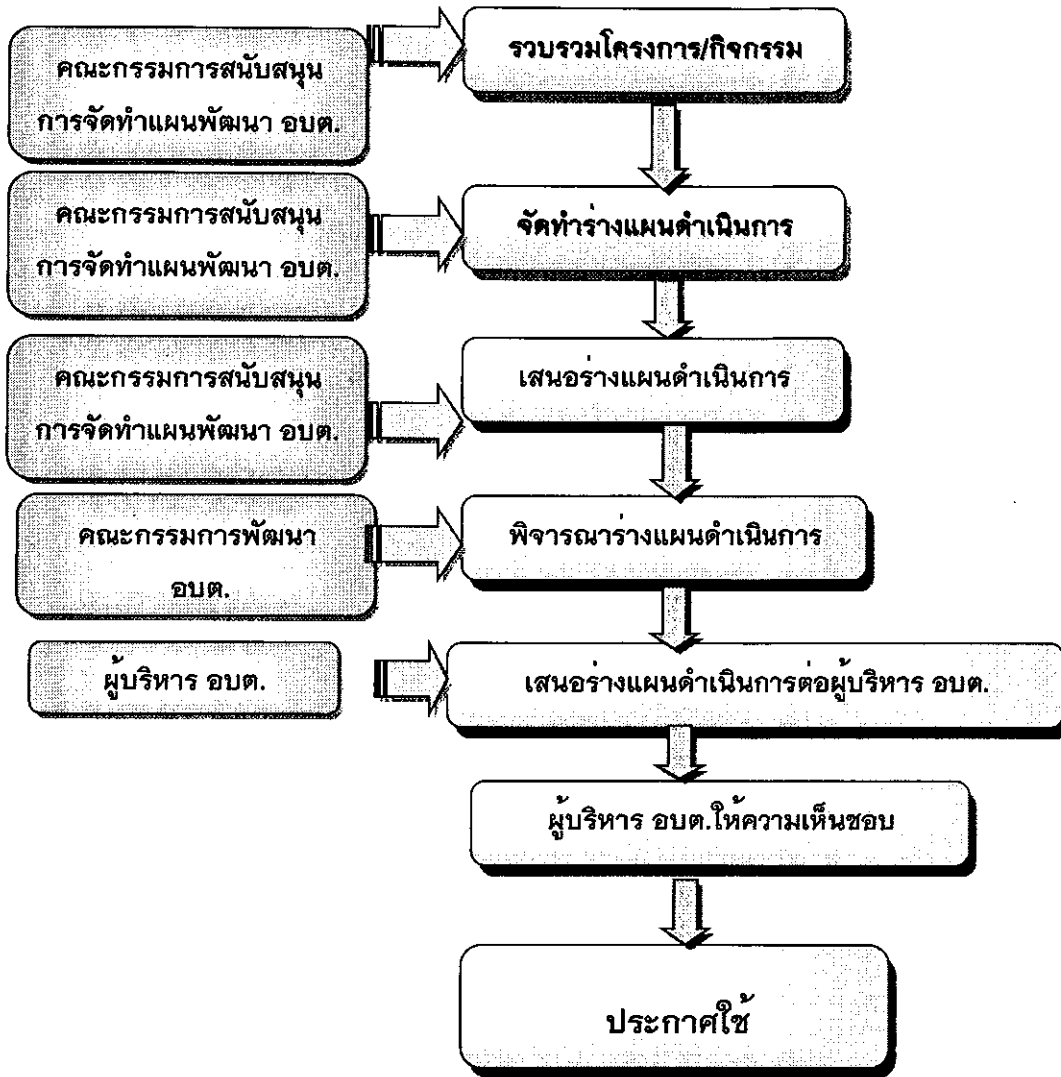 คณะกรรมการสนับสนุน
การจัดทำแผนพัฒนา อบต.
รวบรวมโครงการ/กิจกรรม
คณะกรรมการสนับสนุน
การจัดทำแผนพัฒนา อบต.
จัดทำร่างแผนดำเนินการ
คณะกรรมการสนับสนุน
การจัดทำแผนพัฒนา อบต.
เสนอร่างแผนดำเนินการ
คณะกรรมการพัฒนา
อบต.
พิจารณาร่างแผนดำเนินการ
ผู้บริหาร อบต.
เสนอร่างแผนดำเนินการต่อผู้บริหาร อบต.
ผู้บริหาร อบต.ให้ความเห็นชอบ
ประกาศใช้